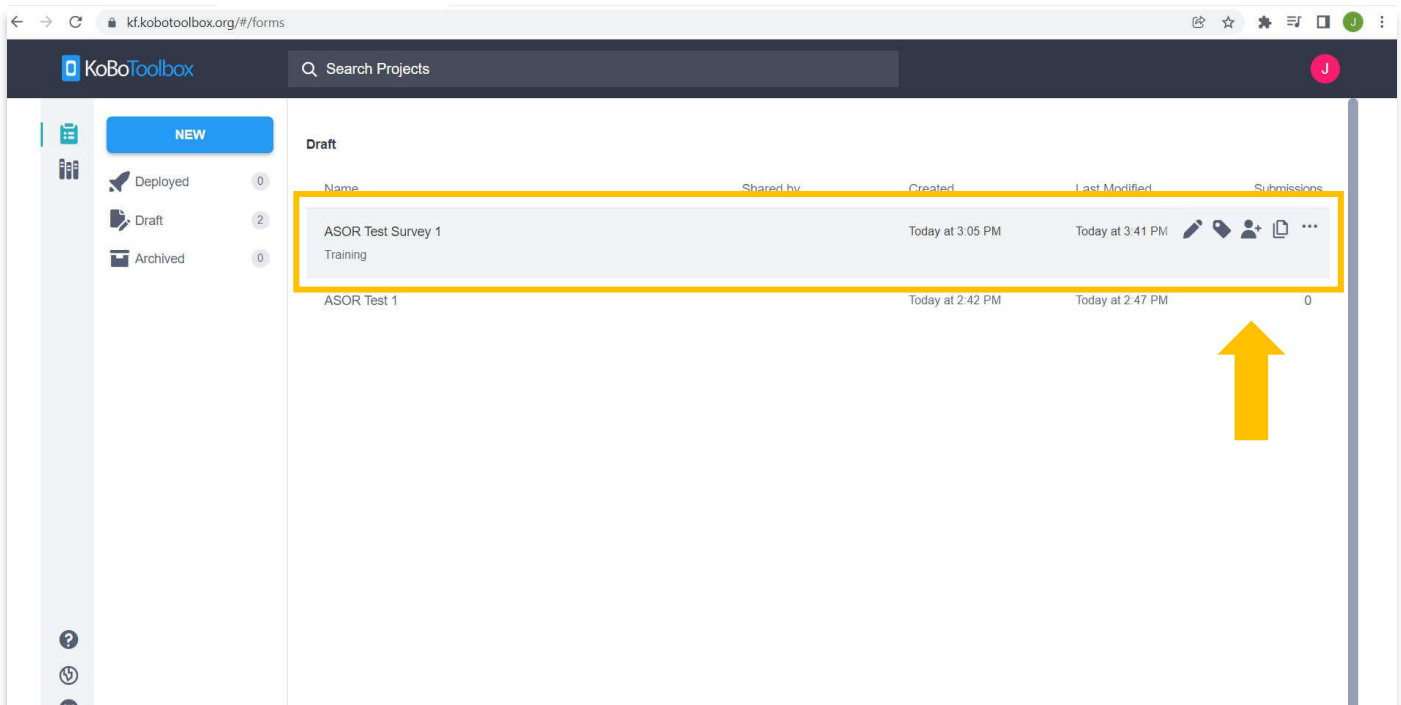 kf.kobotoolbox.org/#/forms
J
KoBoToolbox
Search Projects
J
NEW
Deployed 0
Draft 2
Archived 0
Draft
Name Shared by Created Last Modified Submissions
ASOR Test Survey 1 Today at 3:05 PM Today at 3:41 PM
Training
ASOR Test 1 Today at 2:42 PM Today at 2:47 PM 0